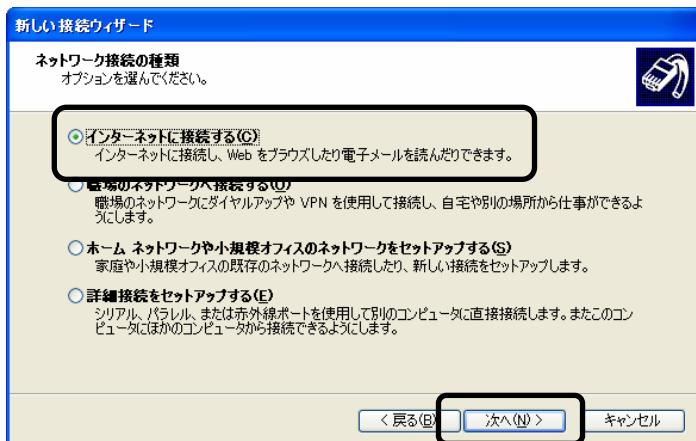 新しい接続ウィザード
ネットワーク接続の種類
オプションを選んでください。
インターネットに接続する(C)
インターネットに接続し、Web をブラウズしたり電子メールを読んだりできます。
職場のネットワークへ接続する(O)
職場のネットワークにダイヤルアップや VPN を使用して接続し、自宅や別の場所から仕事ができるよ
うにします。
ホーム ネットワークや小規模オフィスのネットワークをセットアップする(S)
家庭や小規模オフィスの既存のネットワークへ接続したり、新しい接続をセットアップします。
詳細接続をセットアップする(E)
シリアル、パラレル、または赤外線ポートを使用して別のコンピュータに直接接続します。またこのコン
ピュータにほかのコンピュータから接続できるようにします。
< 戻る(B) 次へ(N) > キャンセル